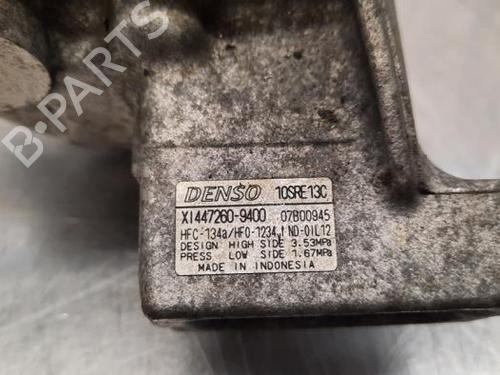 B-PARTS
DENSO 10SRE13C
XI447260-9400 07B00945
HFC-134a/HFO-1234yf ND-OIL12
DESIGN HIGH SIDE 3.53MPa
PRESS LOW SIDE 1.67MPa
MADE IN INDONESIA